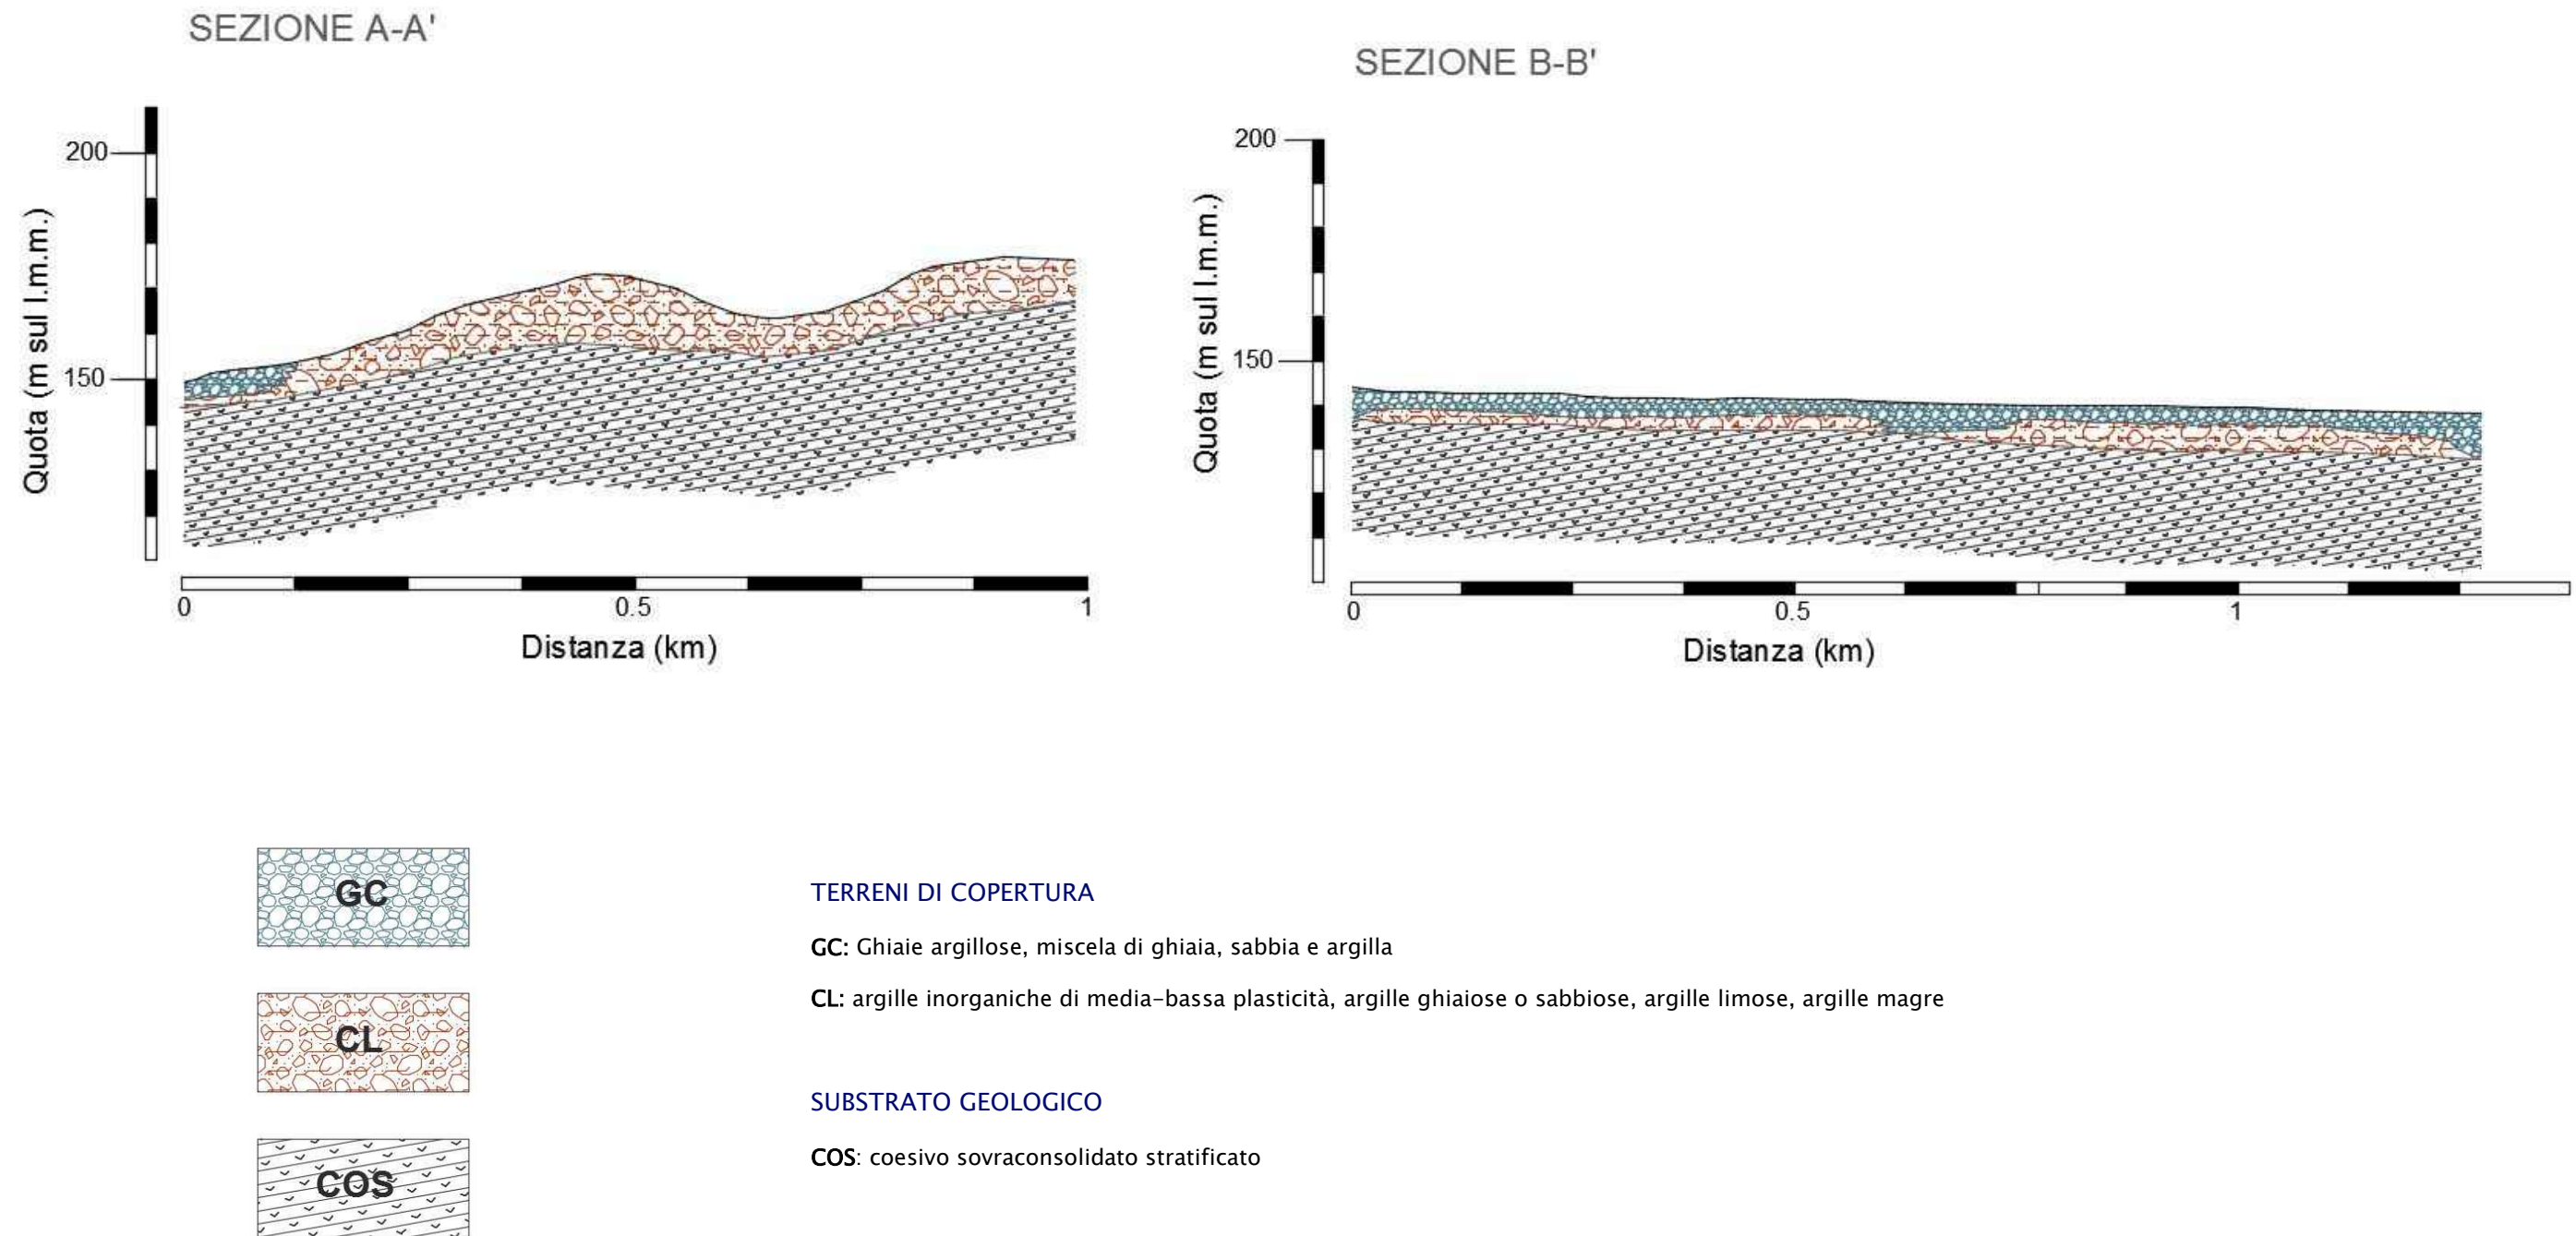 SEZIONE A-A'
200
150
Quota (m sul l.m.m.)
0
0.5
1
Distanza (km)
SEZIONE B-B'
200
150
Quota (m sul l.m.m.)
0
0.5
1
Distanza (km)
GC
CL
COS
TERRENI DI COPERTURA
GC: Ghiaie argillose, miscela di ghiaia, sabbia e argilla
CL: argille inorganiche di media-bassa plasticità, argille ghiaiose o sabbiose, argille limose, argille magre
SUBSTRATO GEOLOGICO
COS: coesivo sovraconsolidato stratificato